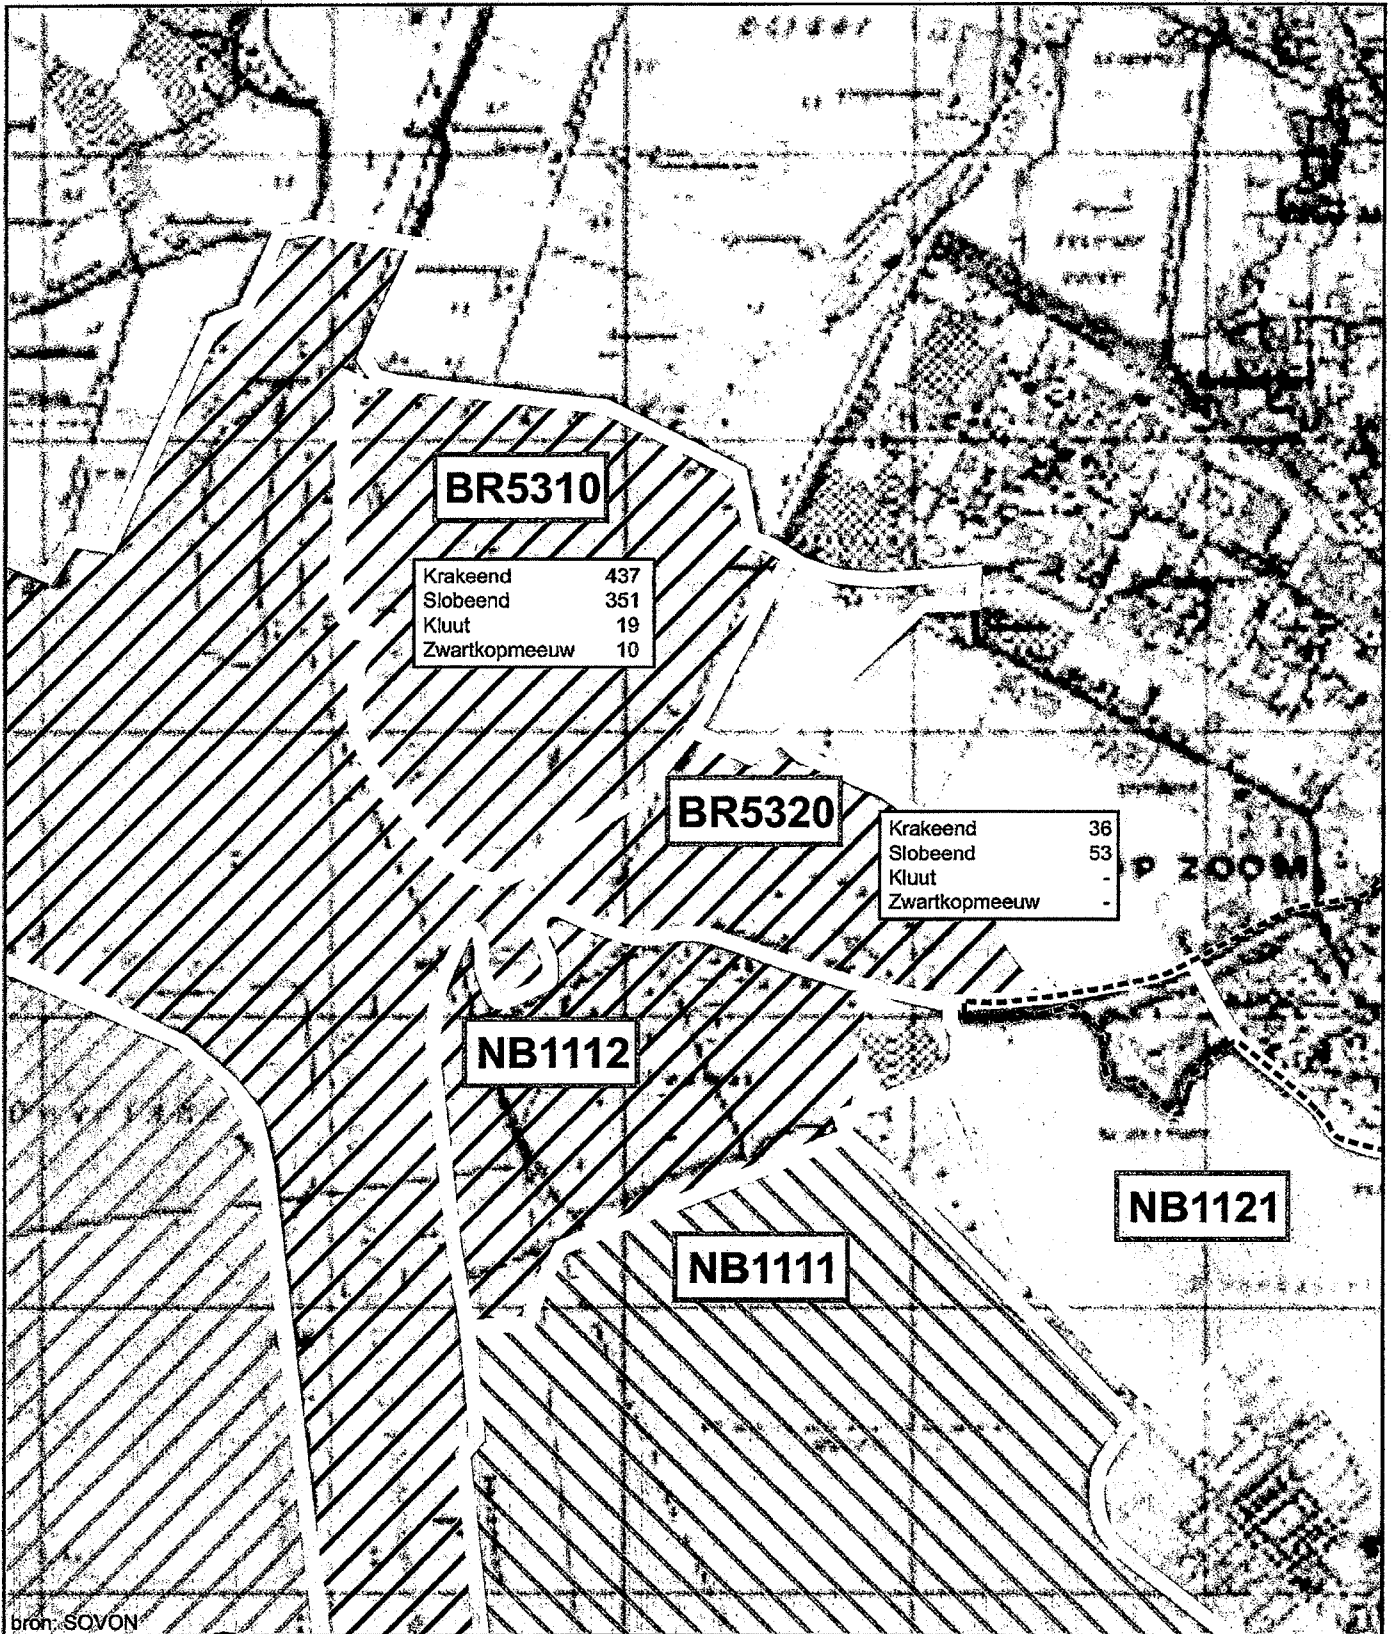 BR5310
Krakeend 437
Slobeend 351
Kluut 19
Zwartkopmeeuw 10
BR5320
Krakeend 36
Slobeend 53
Kluut -
Zwartkopmeeuw -
P ZOOM
NB1112
NB1121
NB1111
bron: SOVON